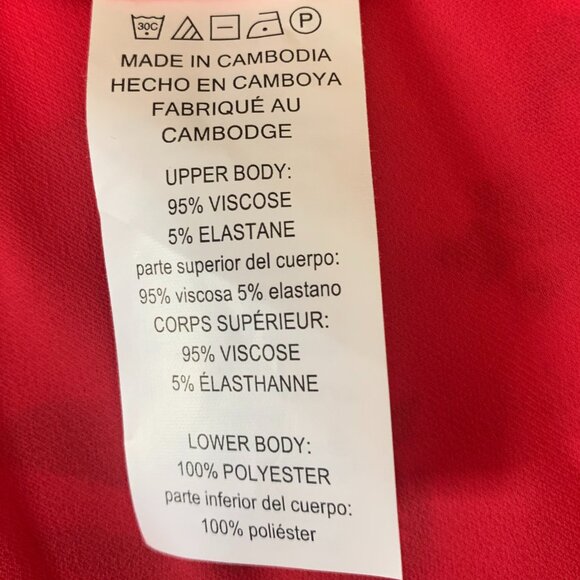 30C P
MADE IN CAMBODIA
HECHO EN CAMBOYA
FABRIQUÉ AU
CAMBODGE
UPPER BODY:
95% VISCOSE
5% ELASTANE
parte superior del cuerpo:
95% viscosa 5% elastano
CORPS SUPÉRIEUR:
95% VISCOSE
5% ÉLASTHANNE
LOWER BODY:
100% POLYESTER
parte inferior del cuerpo:
100% poliéster